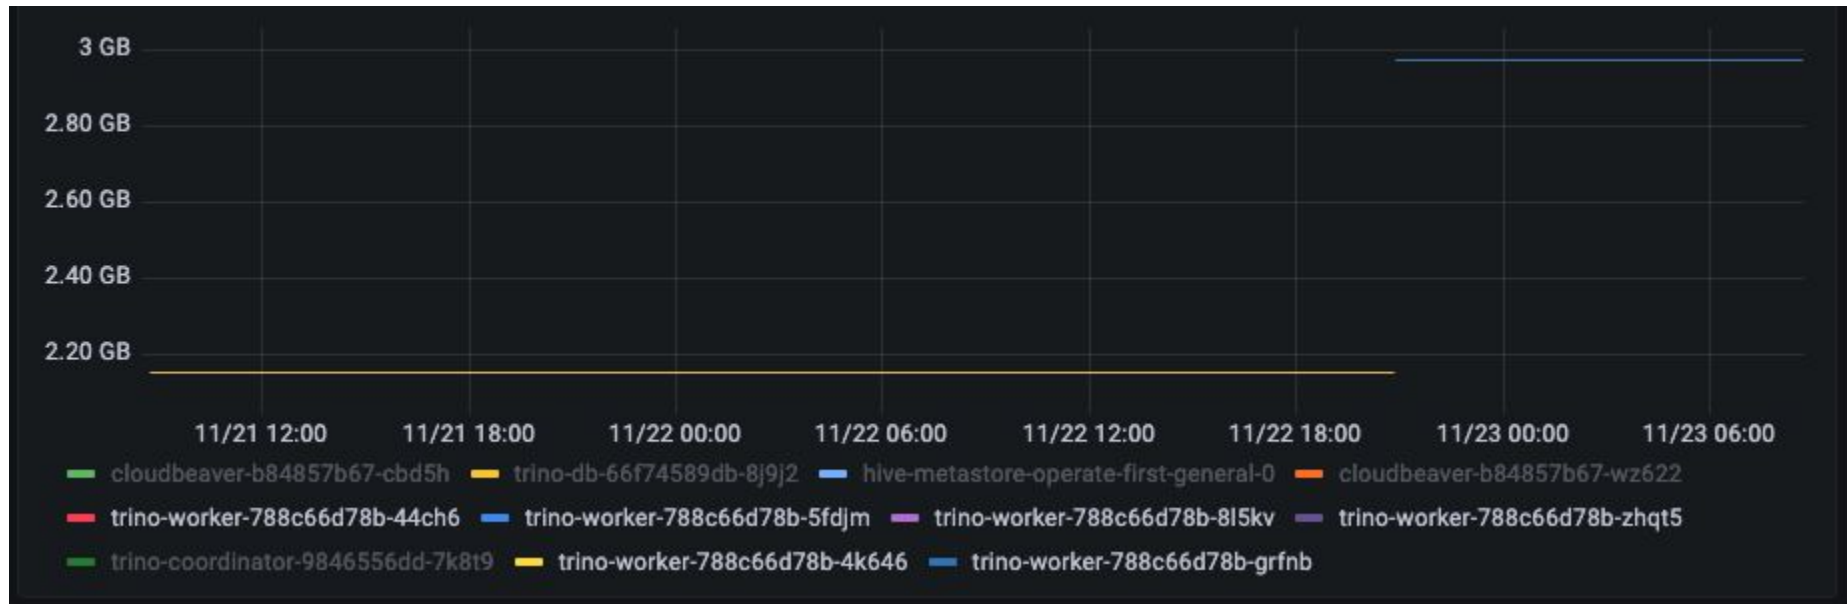 3 GB
2.80 GB
2.60 GB
2.40 GB
2.20 GB
11/21 12:00 11/21 18:00 11/22 00:00 11/22 06:00 11/22 12:00 11/22 18:00 11/23 00:00 11/23 06:00
cloudbeaver-b84857b67-cbd5h trino-db-66f74589db-8j9j2 hive-metastore-operate-first-general-0 cloudbeaver-b84857b67-wz622
trino-worker-788c66d78b-44ch6 trino-worker-788c66d78b-5fdjm trino-worker-788c66d78b-8l5kv trino-worker-788c66d78b-zhqt5
trino-coordinator-9846556dd-7k8t9 trino-worker-788c66d78b-4k646 trino-worker-788c66d78b-grfnb